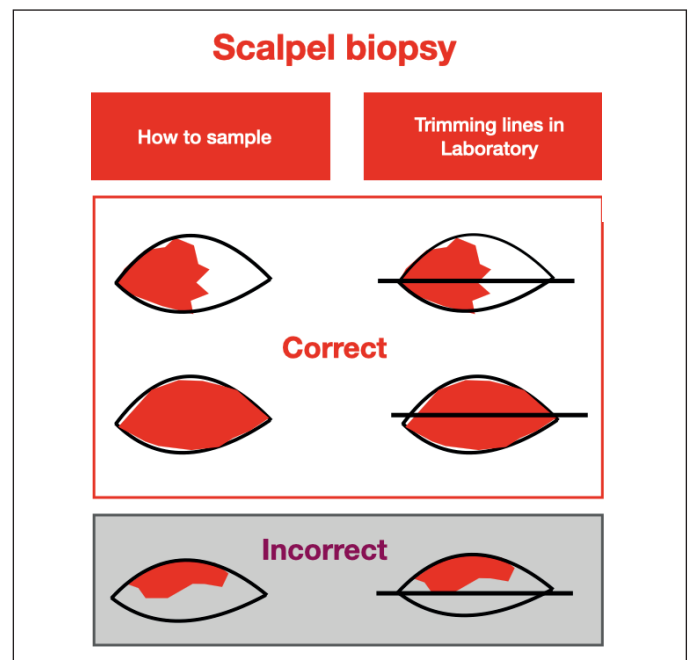 Scalpel biopsy
How to sample
Trimming lines in
Laboratory
Correct
Incorrect